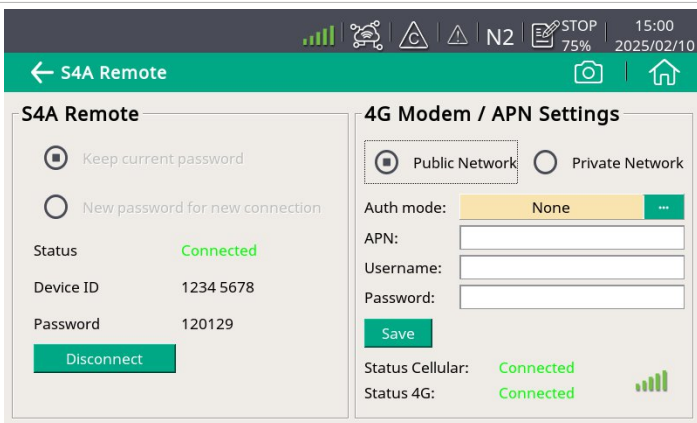 C N2 STOP 15:00
75% 2025/02/10
S4A Remote
S4A Remote
Keep current password
New password for new connection
Status Connected
Device ID 1234 5678
Password 120129
Disconnect
4G Modem / APN Settings
Public Network Private Network
Auth mode: None ...
APN:
Username:
Password:
Save
Status Cellular: Connected
Status 4G: Connected